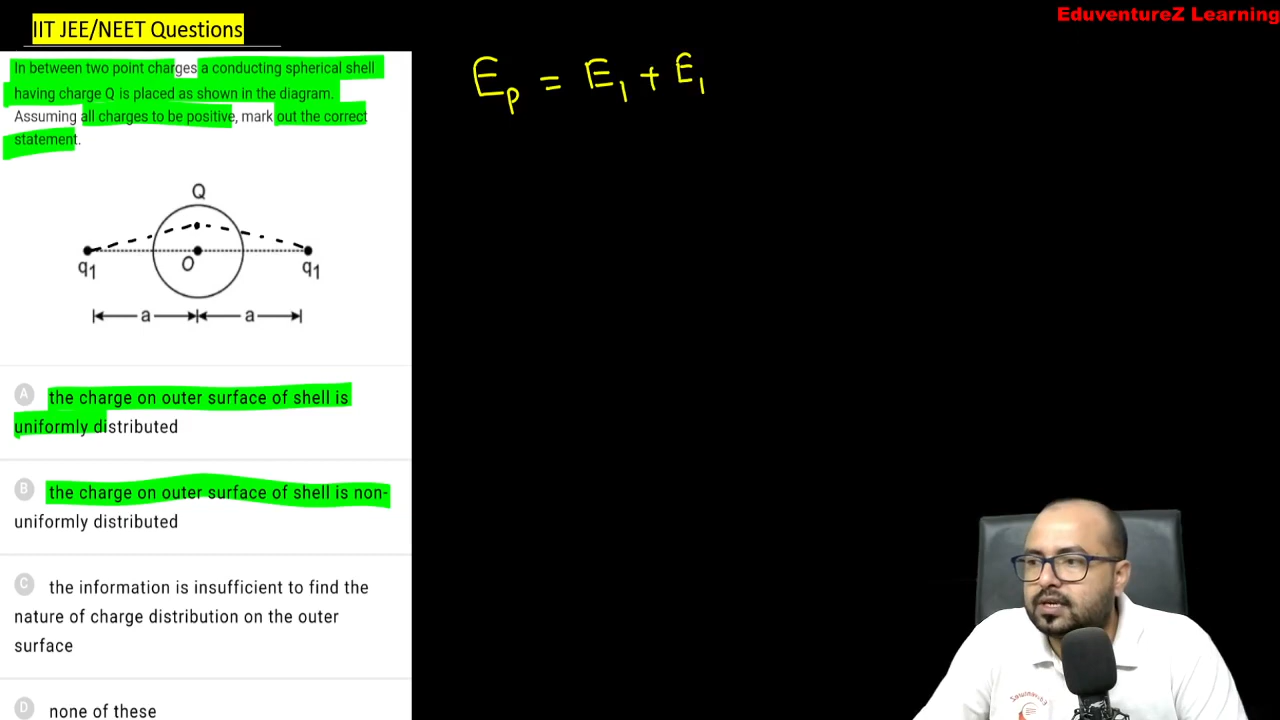 IIT JEE/NEET Questions
EduventureZ Learning
In between two point charges a conducting spherical shell
having charge Q is placed as shown in the diagram.
Assuming all charges to be positive, mark out the correct
statement.
Q
O
q1
q1
a
a
A the charge on outer surface of shell is
uniformly distributed
B the charge on outer surface of shell is non-
uniformly distributed
C the information is insufficient to find the
nature of charge distribution on the outer
surface
D none of these
Ep = E1 + E1